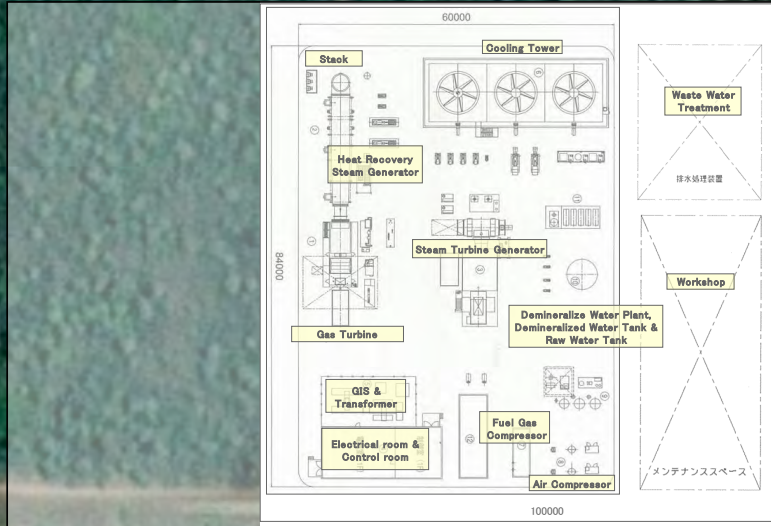 60000
Cooling Tower
Stack
Waste Water
Treatment
排水処理装置
Heat Recovery
Steam Generator
Steam Turbine Generator
84000
Workshop
Demineralize Water Plant,
Demineralized Water Tank &
Raw Water Tank
Gas Turbine
GIS &
Transformer
Fuel Gas
Compressor
Electrical room &
Control room
メンテナンススペース
Air Compressor
100000